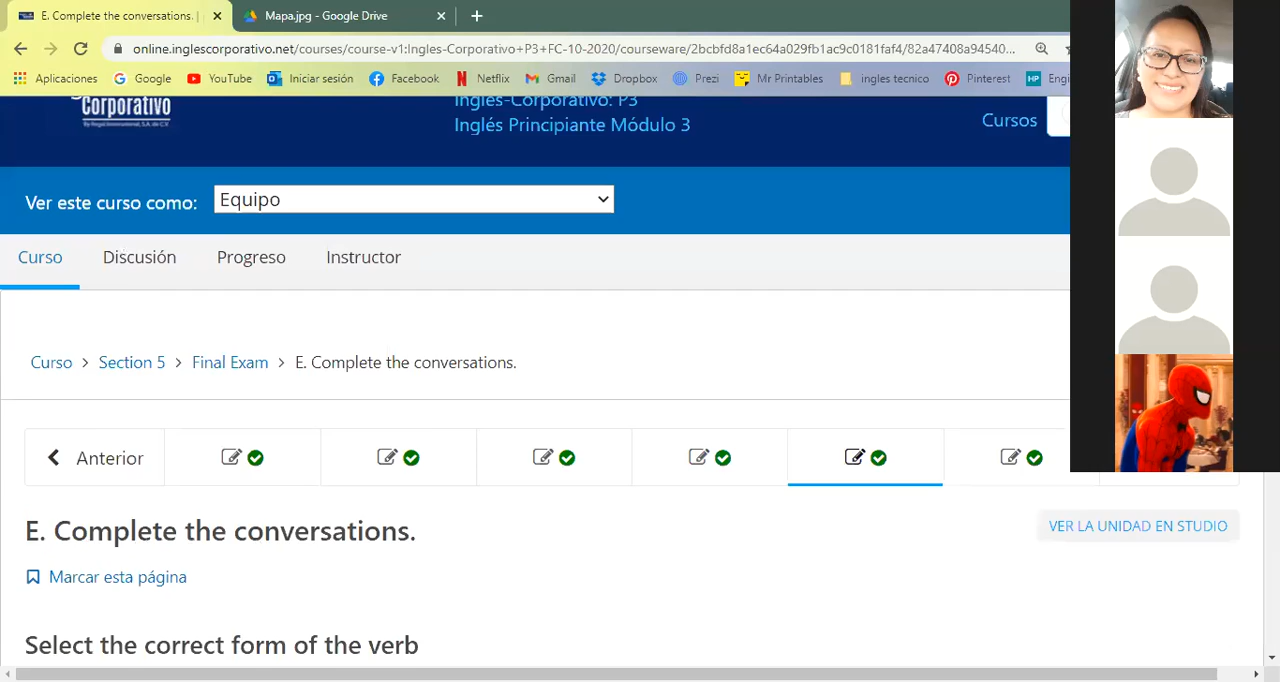 E. Complete the conversations. |
Mapa.jpg - Google Drive
online.inglescorporativo.net/courses/course-v1:Ingles-Corporativo+P3+FC-10-2020/courseware/2bcbfd8a1ec64a029fb1ac9c0181faf4/82a47408a94540...
Aplicaciones Google YouTube Iniciar sesión Facebook Netflix Gmail Dropbox Prezi Mr Printables ingles tecnico Pinterest Engl
Corporativo
Inglés-Corporativo: P3
Inglés Principiante Módulo 3
Cursos
Ver este curso como: Equipo
Curso Discusión Progreso Instructor
Curso > Section 5 > Final Exam > E. Complete the conversations.
Anterior
E. Complete the conversations.
VER LA UNIDAD EN STUDIO
Marcar esta página
Select the correct form of the verb